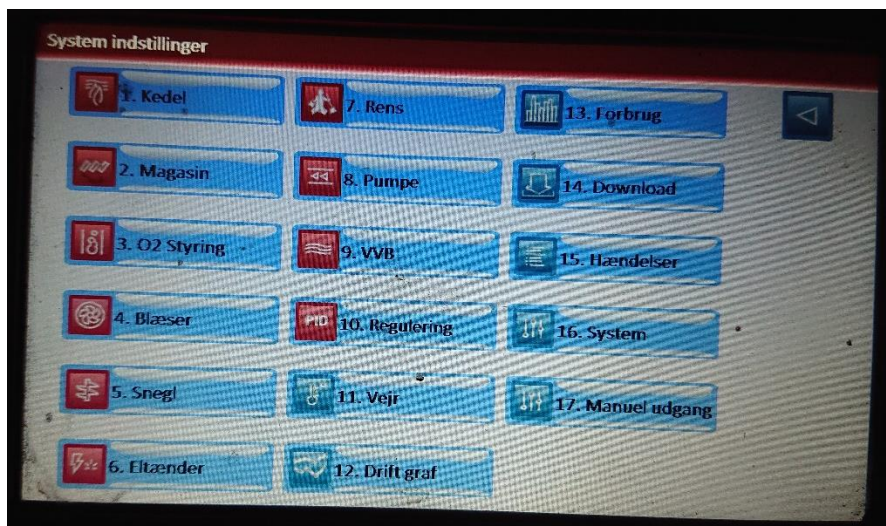 System indstillinger
1. Kedel
2. Magasin
3. O2 Styring
4. Blæser
5. Snegl
6. Eltænder
7. Rens
8. Pumpe
9. VVB
PID
10. Regulering
11. Vejr
12. Drift graf
13. Forbrug
14. Download
15. Hændelser
16. System
17. Manuel udgang